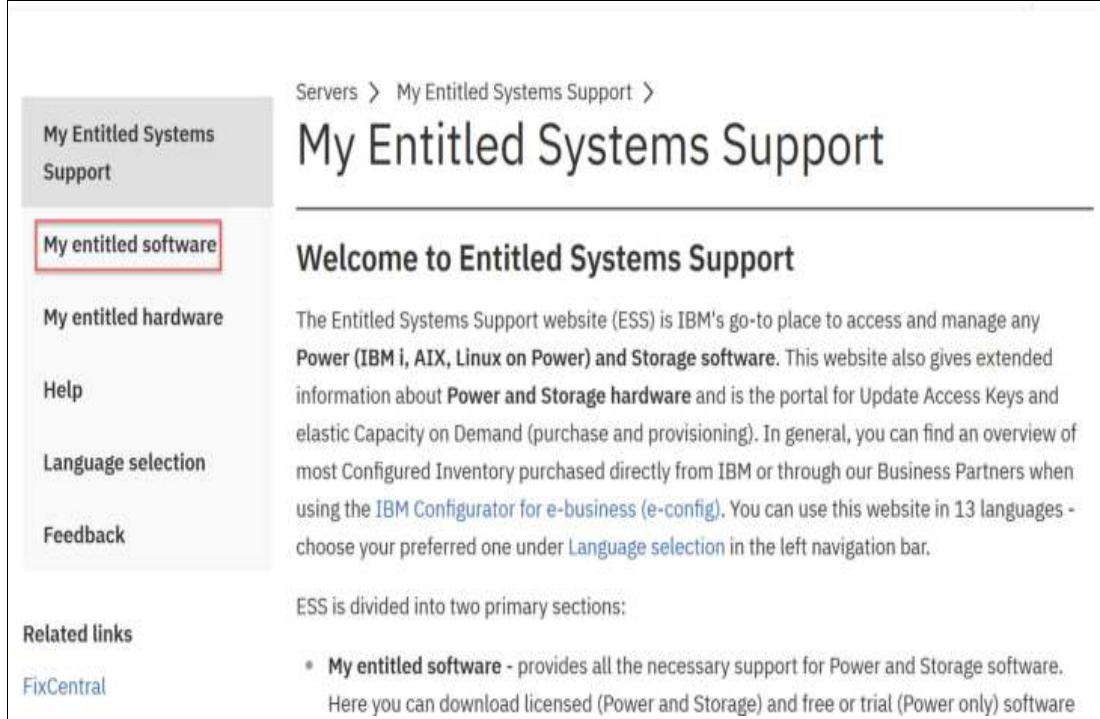 Servers > My Entitled Systems Support >
My Entitled Systems Support
My Entitled Systems
Support
My entitled software
My entitled hardware
Help
Language selection
Feedback
Related links
FixCentral
Welcome to Entitled Systems Support
The Entitled Systems Support website (ESS) is IBM's go-to place to access and manage any
Power (IBM i, AIX, Linux on Power) and Storage software. This website also gives extended
information about Power and Storage hardware and is the portal for Update Access Keys and
elastic Capacity on Demand (purchase and provisioning). In general, you can find an overview of
most Configured Inventory purchased directly from IBM or through our Business Partners when
using the IBM Configurator for e-business (e-config). You can use this website in 13 languages -
choose your preferred one under Language selection in the left navigation bar.
ESS is divided into two primary sections:
• My entitled software - provides all the necessary support for Power and Storage software.
Here you can download licensed (Power and Storage) and free or trial (Power only) software